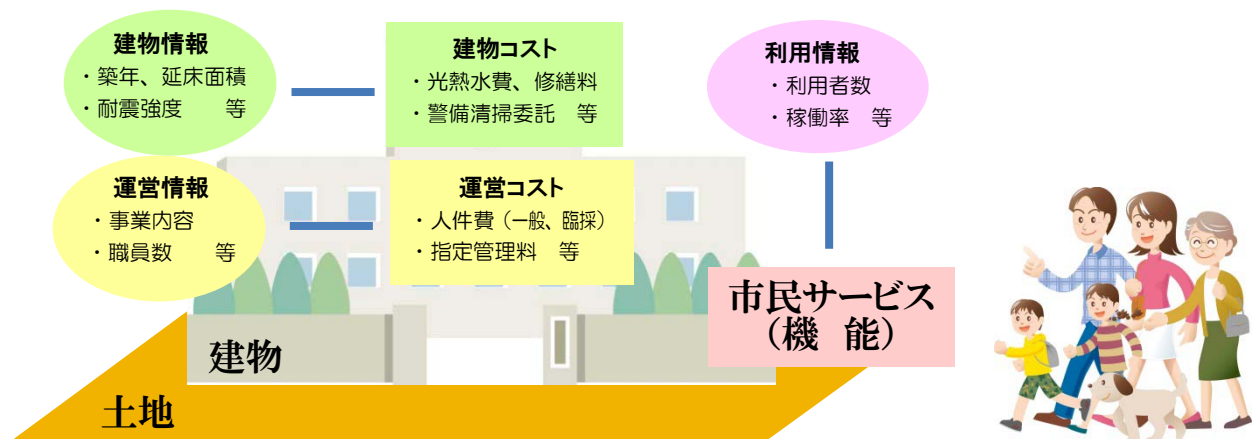 建物情報
・築年、延床面積
・耐震強度　等
建物コスト
・光熱水費、修繕料
・警備清掃委託　等
利用情報
・利用者数
・稼働率　等
運営情報
・事業内容
・職員数　等
運営コスト
・人件費（一般、臨採）
・指定管理料　等
市民サービス
（機　能）
建物
土地